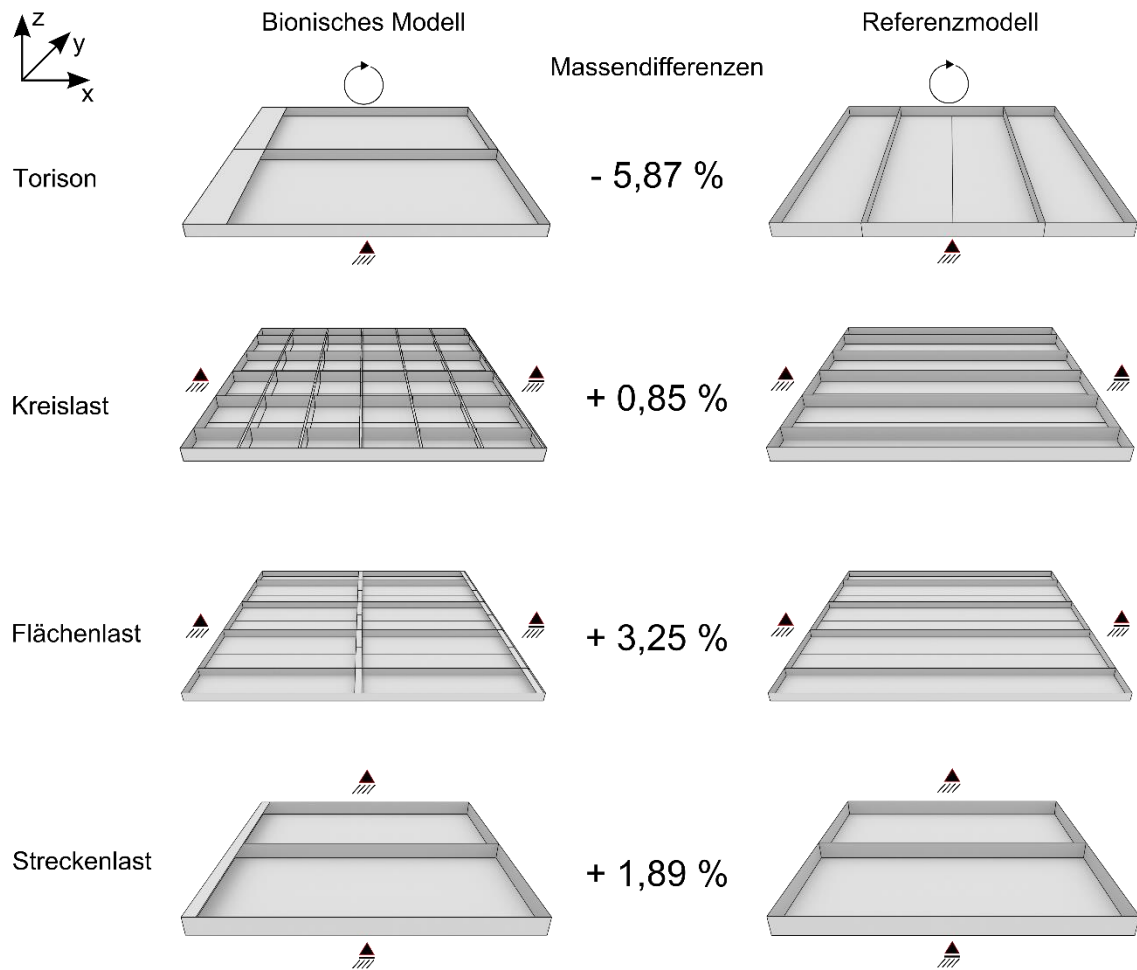 z
y
x
Bionisches Modell
Referenzmodell
Massendifferenzen
Torison
- 5,87 %
Kreislast
+ 0,85 %
Flächenlast
+ 3,25 %
Streckenlast
+ 1,89 %